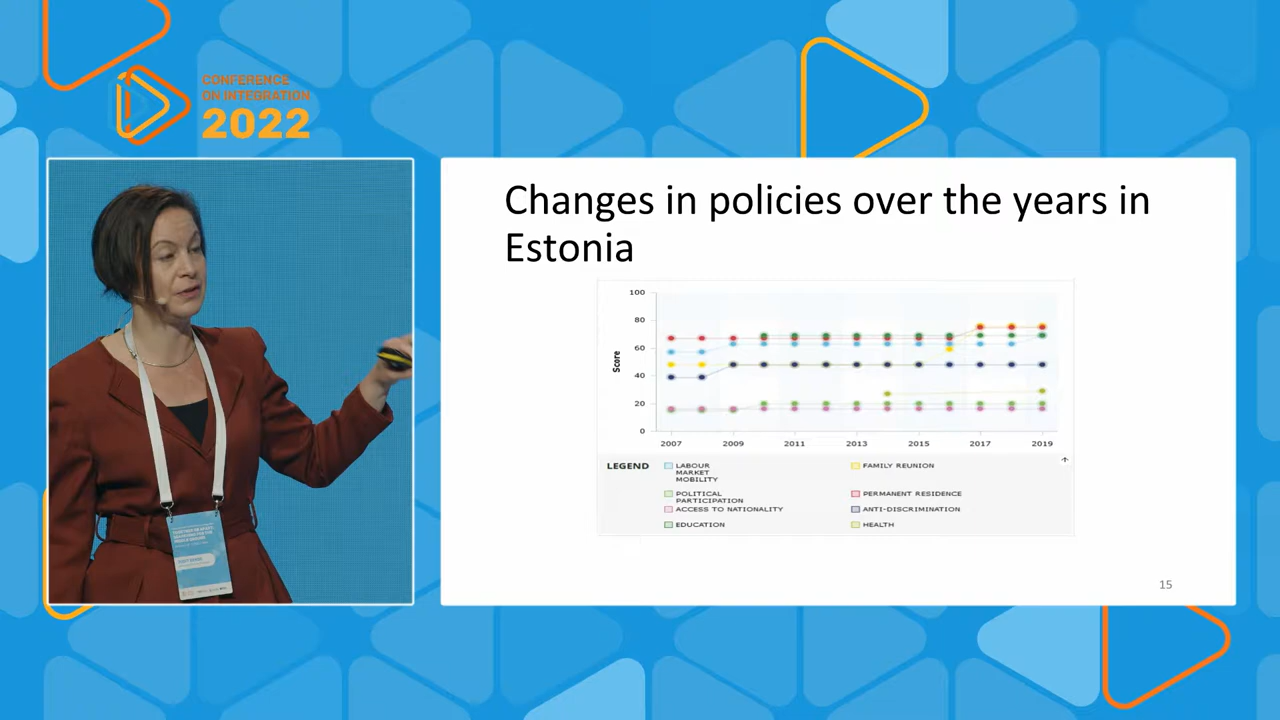 CONFERENCE
ON INTEGRATION
2022
Changes in policies over the years in
Estonia
100
80
60
40
20
0
Score
2007
2009
2011
2013
2015
2017
2019
LEGEND
LABOUR
MARKET
MOBILITY
FAMILY REUNION
POLITICAL
PARTICIPATION
PERMANENT RESIDENCE
ACCESS TO NATIONALITY
ANTI-DISCRIMINATION
EDUCATION
HEALTH
15